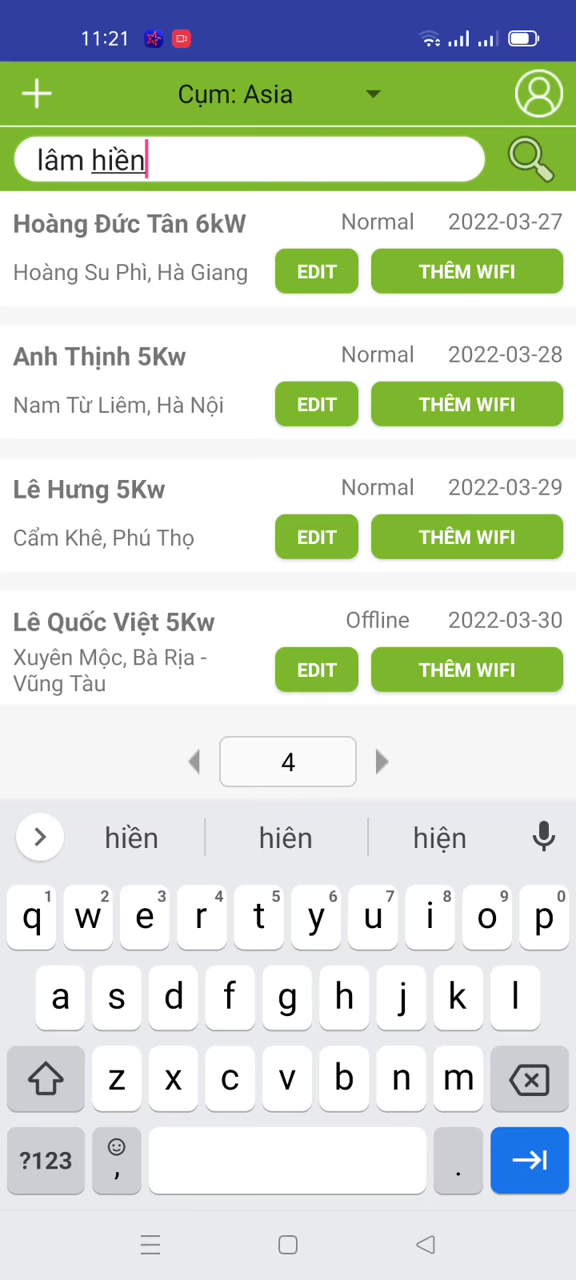 11:21
Cụm: Asia
lâm hiền
Hoàng Đức Tân 6kW Normal 2022-03-27
Hoàng Su Phì, Hà Giang EDIT THÊM WIFI
Anh Thịnh 5Kw Normal 2022-03-28
Nam Từ Liêm, Hà Nội EDIT THÊM WIFI
Lê Hưng 5Kw Normal 2022-03-29
Cẩm Khê, Phú Thọ EDIT THÊM WIFI
Lê Quốc Việt 5Kw Offline 2022-03-30
Xuyên Mộc, Bà Rịa -
Vũng Tàu EDIT THÊM WIFI
4
hiền hiên hiện
1 2 3 4 5 6 7 8 9 0
q w e r t y u i o p
a s d f g h j k l
z x c v b n m
?123 , .